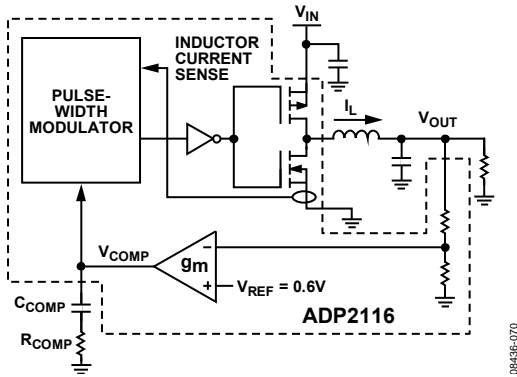 VIN
INDUCTOR
CURRENT
SENSE
PULSE-
WIDTH
MODULATOR
IL
VOUT
VCOMP
gm
−
+
VREF = 0.6V
CCOMP
RCOMP
ADP2116
08436-070